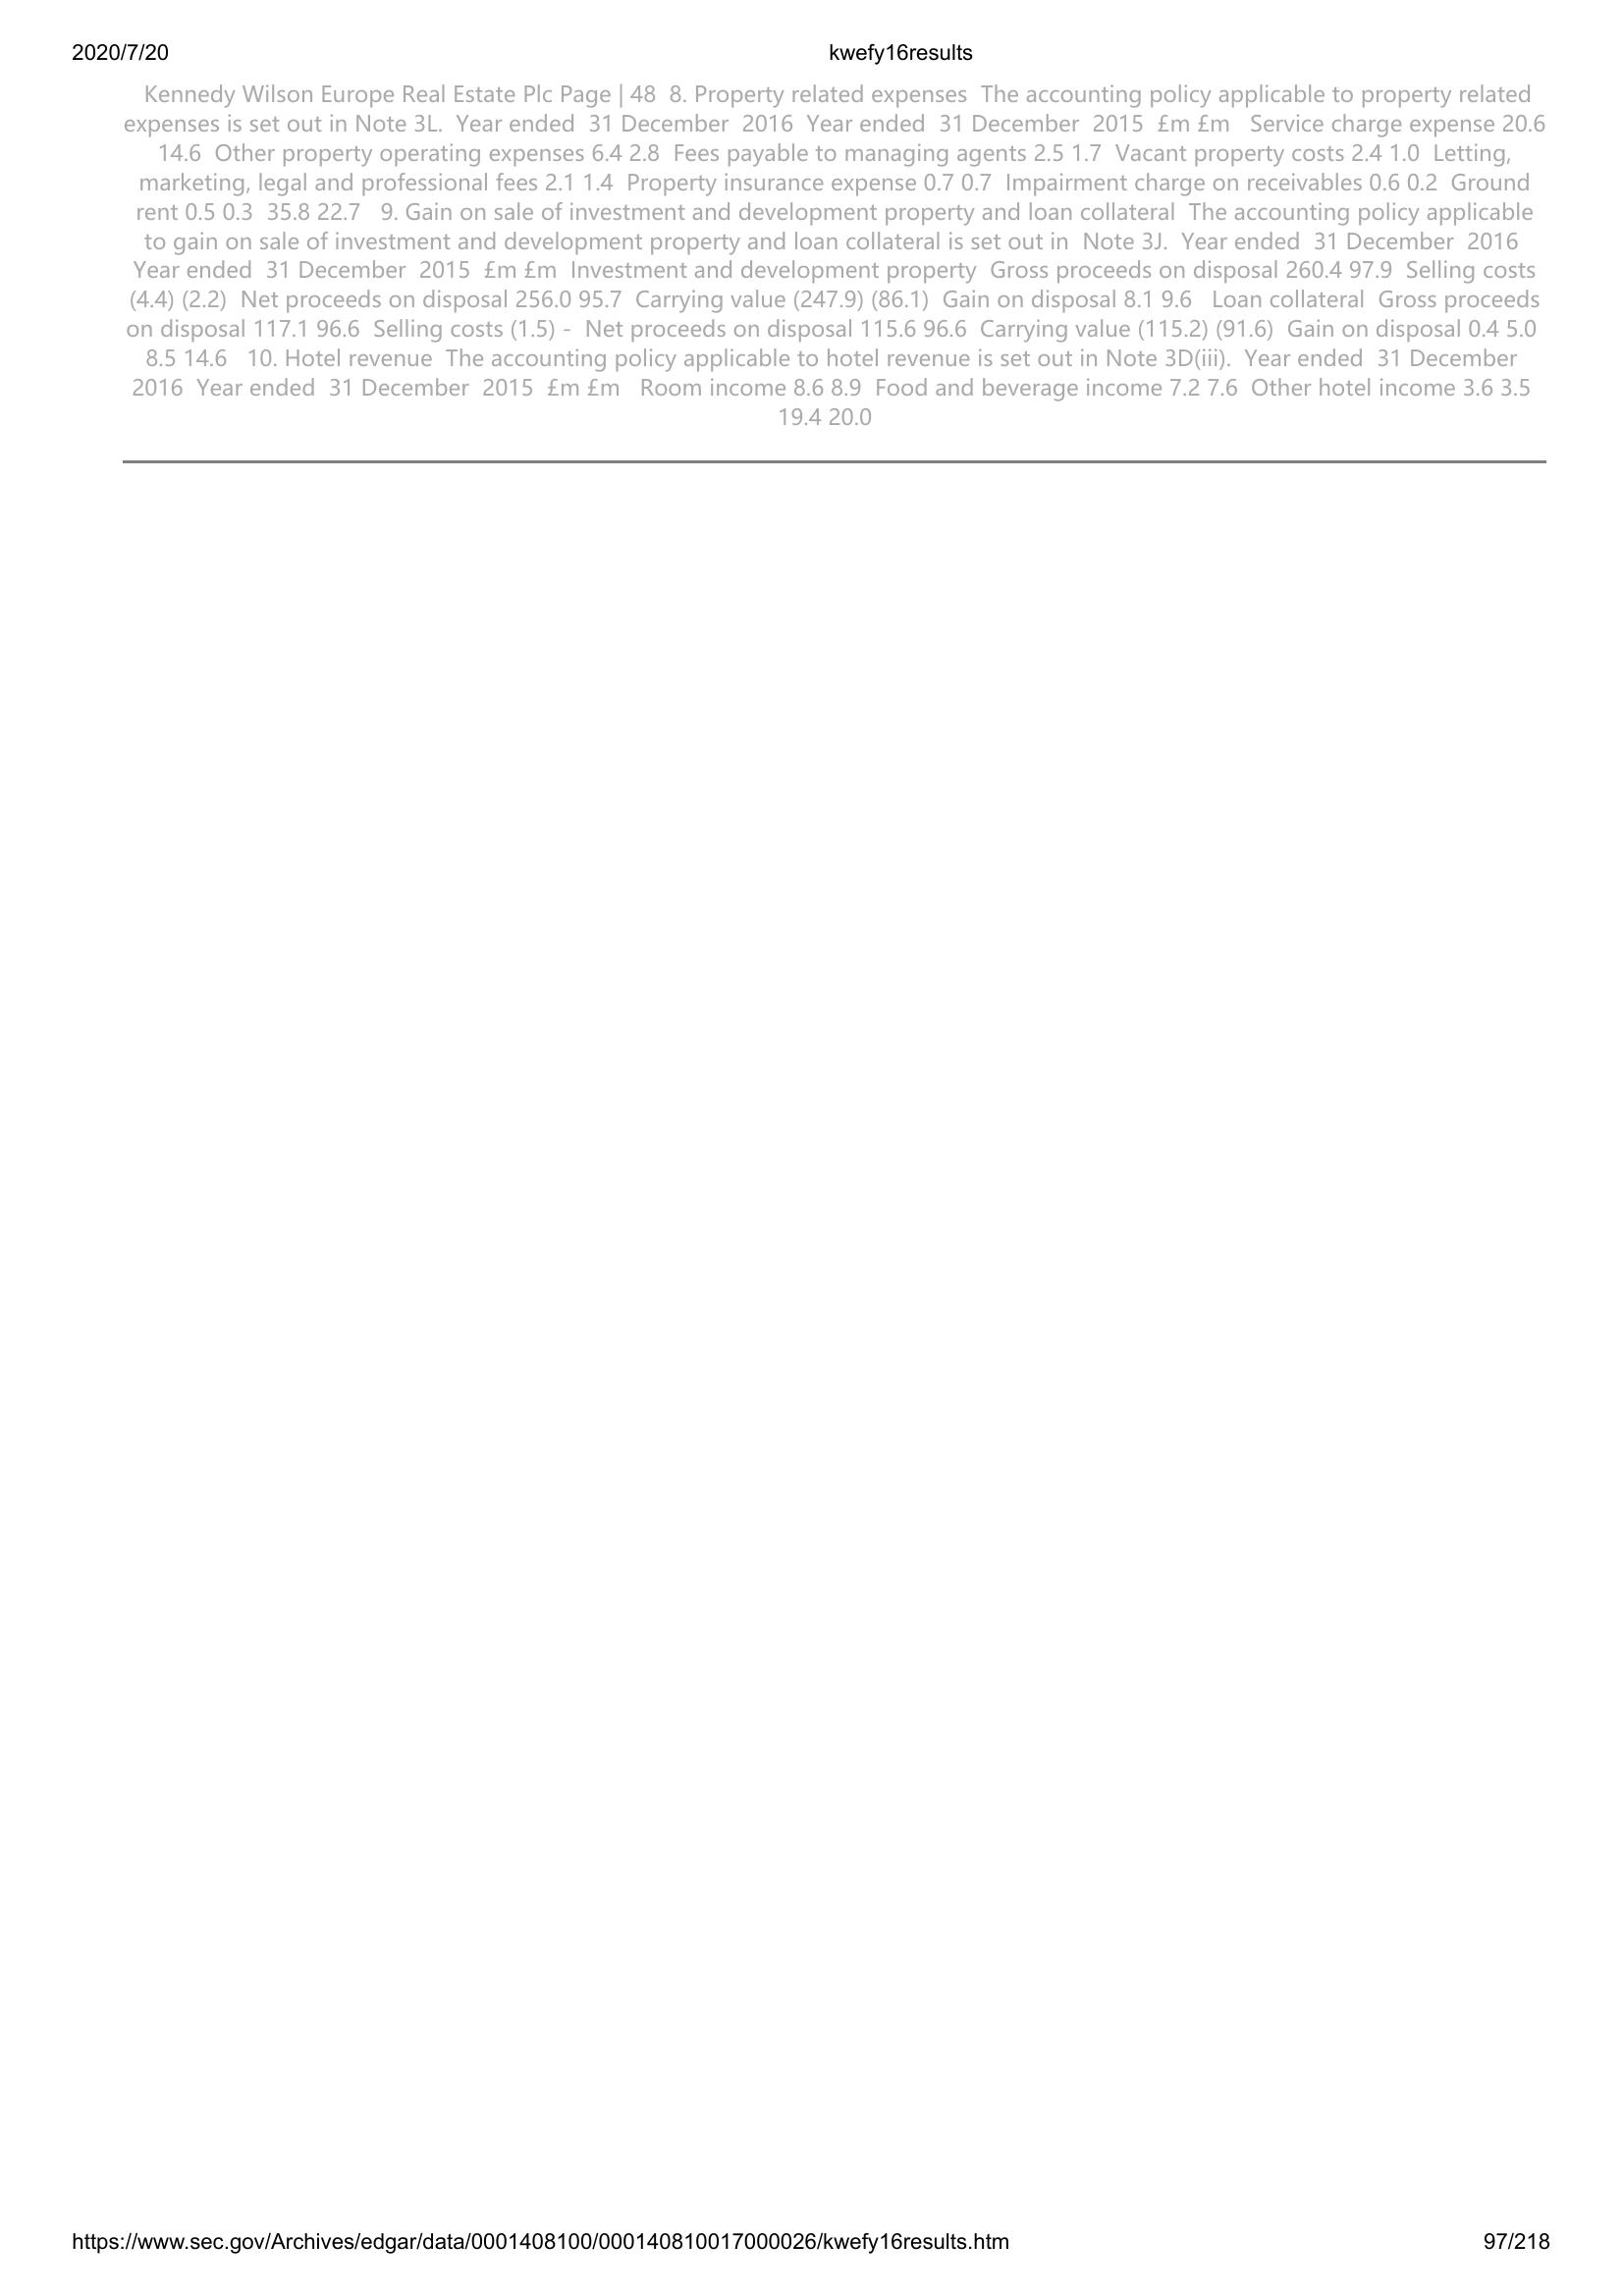 2020/7/20 kwefy16results
Kennedy Wilson Europe Real Estate Plc Page | 48 8. Property related expenses The accounting policy applicable to property related
expenses is set out in Note 3L. Year ended 31 December 2016 Year ended 31 December 2015 £m £m Service charge expense 20.6
14.6 Other property operating expenses 6.4 2.8 Fees payable to managing agents 2.5 1.7 Vacant property costs 2.4 1.0 Letting,
marketing, legal and professional fees 2.1 1.4 Property insurance expense 0.7 0.7 Impairment charge on receivables 0.6 0.2 Ground
rent 0.5 0.3 35.8 22.7 9. Gain on sale of investment and development property and loan collateral The accounting policy applicable
to gain on sale of investment and development property and loan collateral is set out in Note 3J. Year ended 31 December 2016
Year ended 31 December 2015 £m £m Investment and development property Gross proceeds on disposal 260.4 97.9 Selling costs
(4.4) (2.2) Net proceeds on disposal 256.0 95.7 Carrying value (247.9) (86.1) Gain on disposal 8.1 9.6 Loan collateral Gross proceeds
on disposal 117.1 96.6 Selling costs (1.5) - Net proceeds on disposal 115.6 96.6 Carrying value (115.2) (91.6) Gain on disposal 0.4 5.0
8.5 14.6 10. Hotel revenue The accounting policy applicable to hotel revenue is set out in Note 3D(iii). Year ended 31 December
2016 Year ended 31 December 2015 £m £m Room income 8.6 8.9 Food and beverage income 7.2 7.6 Other hotel income 3.6 3.5
19.4 20.0
https://www.sec.gov/Archives/edgar/data/0001408100/000140810017000026/kwefy16results.htm 97/218